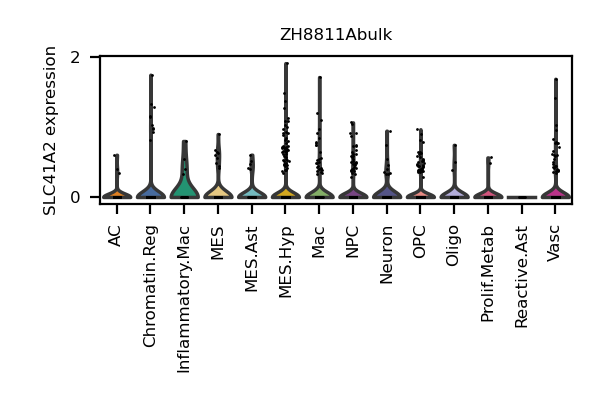 ZH8811Abulk
SLC41A2 expression
2
0
AC
Chromatin.Reg
Inflammatory.Mac
MES
MES.Ast
MES.Hyp
Mac
NPC
Neuron
OPC
Oligo
Prolif.Metab
Reactive.Ast
Vasc